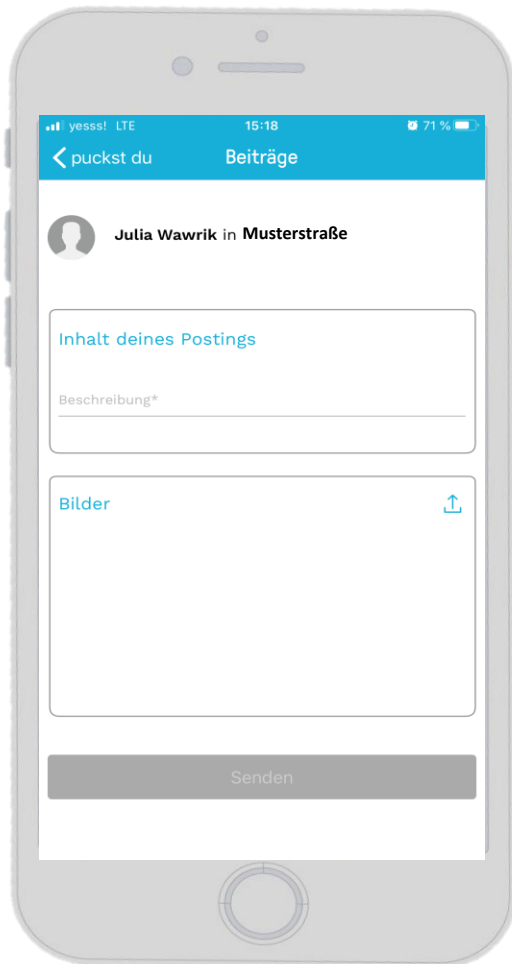 yesss! LTE 15:18 71 %
puckst du Beiträge
Julia Wawrik in Musterstraße
Inhalt deines Postings
Beschreibung*
Bilder
Senden